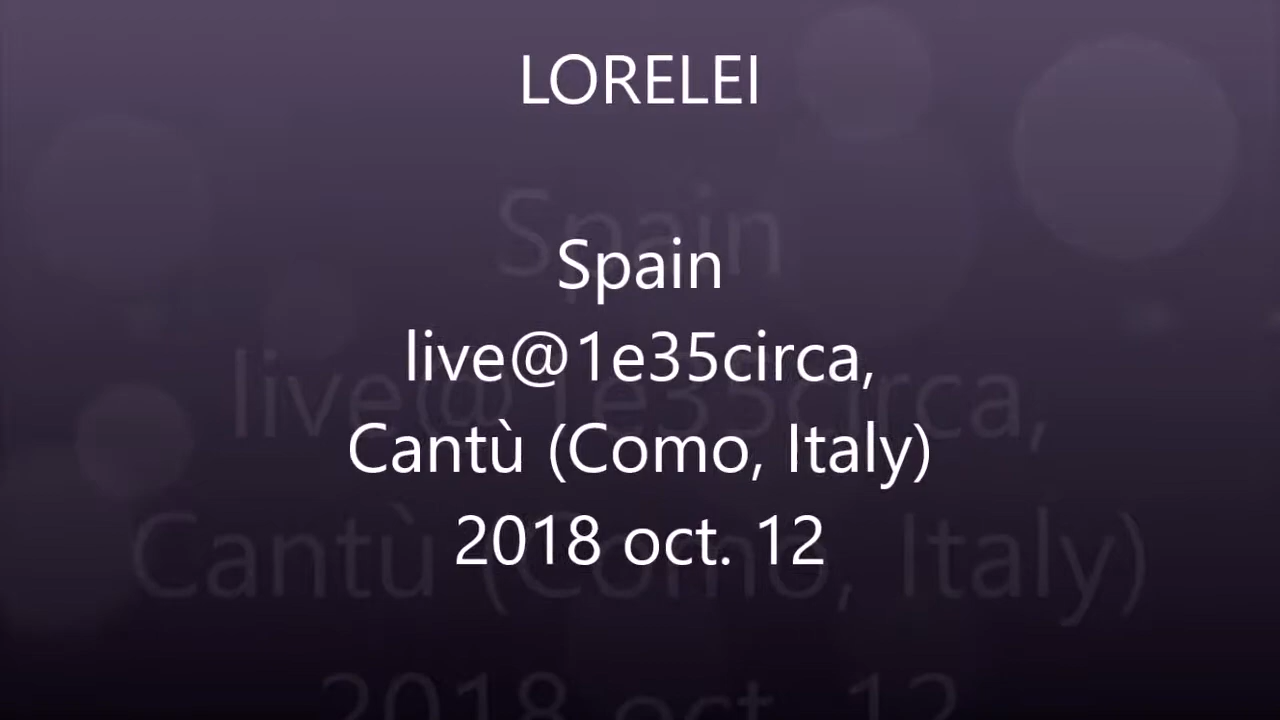 LORELEI
Spain
live@1e35circa,
Cantù (Como, Italy)
2018 oct. 12